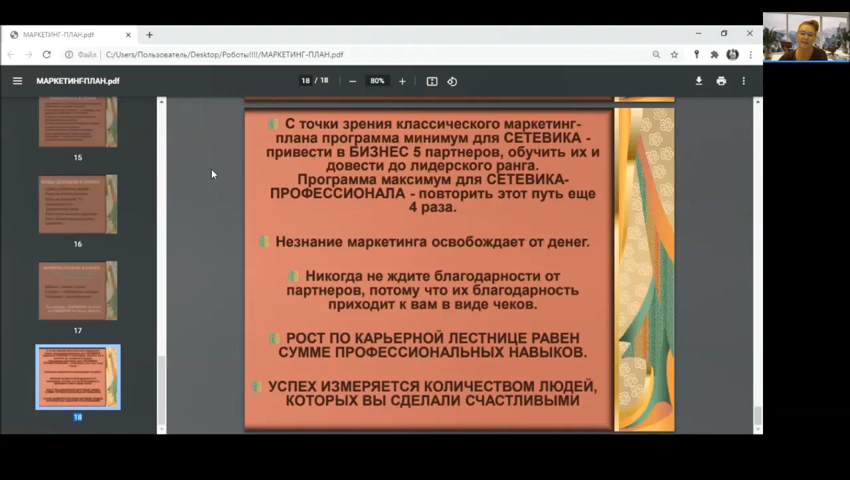 МАРКЕТИНГ-ПЛАН.pdf
Файл | C:/Users/Пользователь/Desktop/Роботы!!!!/МАРКЕТИНГ-ПЛАН.pdf
МАРКЕТИНГ-ПЛАН.pdf
18 / 18
80%
15
16
17
18
С точки зрения классического маркетинг-
плана программа минимум для СЕТЕВИКА -
привести в БИЗНЕС 5 партнеров, обучить их и
довести до лидерского ранга.
Программа максимум для СЕТЕВИКА-
ПРОФЕССИОНАЛА - повторить этот путь еще
4 раза.
Незнание маркетинга освобождает от денег.
Никогда не ждите благодарности от
партнеров, потому что их благодарность
приходит к вам в виде чеков.
РОСТ ПО КАРЬЕРНОЙ ЛЕСТНИЦЕ РАВЕН
СУММЕ ПРОФЕССИОНАЛЬНЫХ НАВЫКОВ.
УСПЕХ ИЗМЕРЯЕТСЯ КОЛИЧЕСТВОМ ЛЮДЕЙ,
КОТОРЫХ ВЫ СДЕЛАЛИ СЧАСТЛИВЫМИ